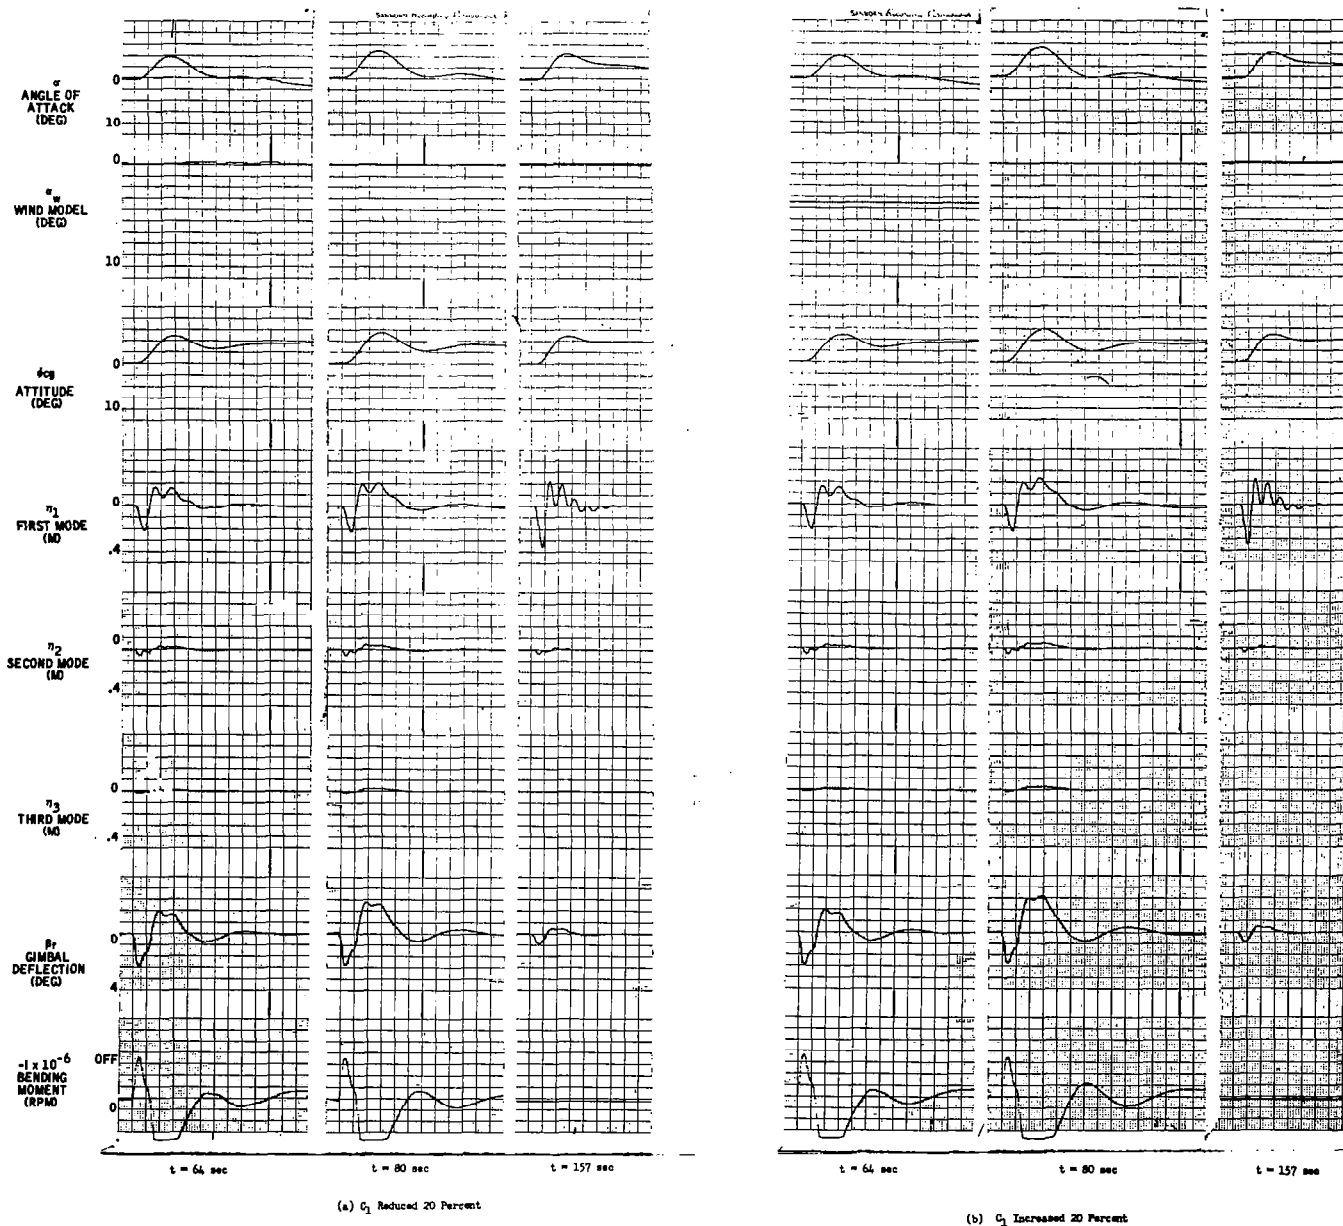 0
α
ANGLE OF
ATTACK
(DEG)
10
0
α_w
WIND MODEL
(DEG)
10
0
ϕcg
ATTITUDE
(DEG)
10
0
η1
FIRST MODE
(M)
.4
0
η2
SECOND MODE
(M)
.4
0
η3
THIRD MODE
(M)
.4
0
βr
GIMBAL
DEFLECTION
(DEG)
4
OFF
-1 x 10^-6
BENDING
MOMENT
(RPM)
0
t = 64 sec
t = 80 sec
t = 157 sec
(a) C1 Reduced 20 Percent
t = 64 sec
t = 80 sec
t = 157 sec
(b) C1 Increased 20 Percent